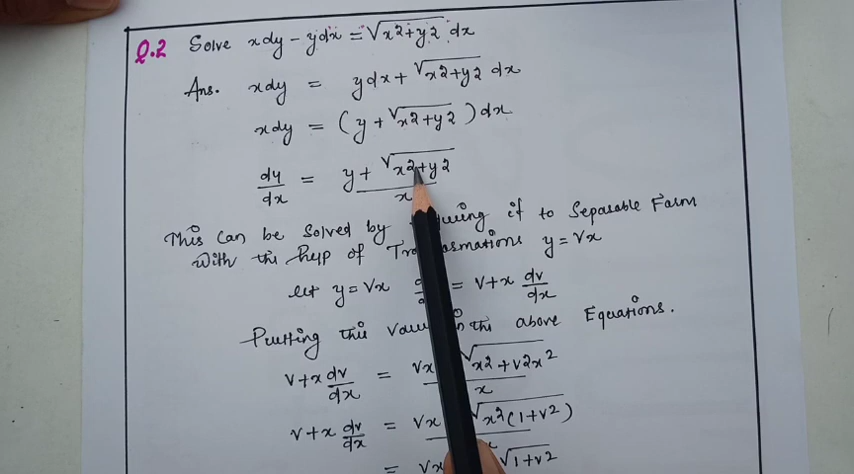 Q.2 Solve xdy - ydx = √x2+y2 dx
Ans. xdy = ydx + √x2+y2 dx
xdy = (y + √x2+y2) dx
dy/dx = y + √x2+y2 / x
This can be Solved by it to Separable Form
With the help of y = vx
let y = vx = v+x dv/dx
Putting this the above Equations.
v+x dv/dx = vx √x2+v2x2 / x
v+x dv/dx = vx √x2(1+v2)
= vx √1+v2